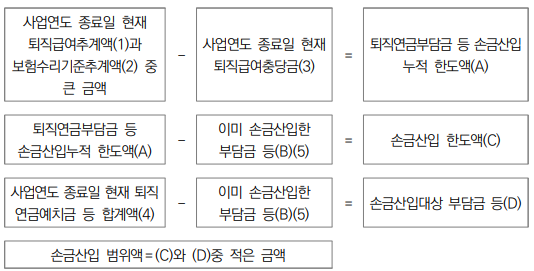 사업연도 종료일 현재
퇴직급여추계액(1)과
보험수리기준추계액(2) 중
큰 금액
-
사업연도 종료일 현재
퇴직급여충당금(3)
=
퇴직연금부담금 등 손금산입
누적 한도액(A)
퇴직연금부담금 등
손금산입누적 한도액(A)
-
이미 손금산입한
부담금 등(B)(5)
=
손금산입 한도액(C)
사업연도 종료일 현재 퇴직
연금예치금 등 합계액(4)
-
이미 손금산입한
부담금 등(B)(5)
=
손금산입대상 부담금 등(D)
손금산입 범위액=(C)와 (D)중 적은 금액